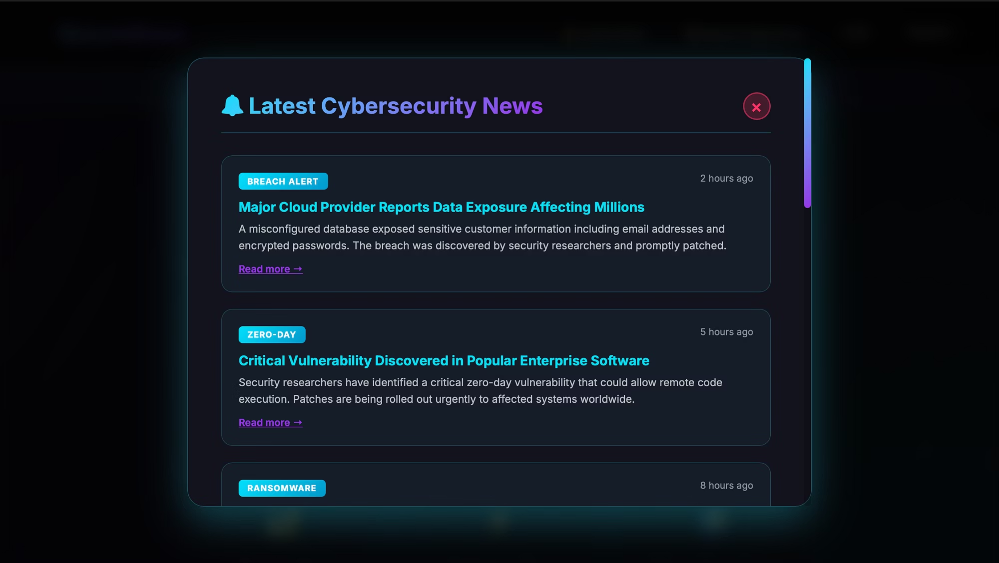 Latest Cybersecurity News
BREACH ALERT
2 hours ago
Major Cloud Provider Reports Data Exposure Affecting Millions
A misconfigured database exposed sensitive customer information including email addresses and
encrypted passwords. The breach was discovered by security researchers and promptly patched.
Read more →
ZERO-DAY
5 hours ago
Critical Vulnerability Discovered in Popular Enterprise Software
Security researchers have identified a critical zero-day vulnerability that could allow remote code
execution. Patches are being rolled out urgently to affected systems worldwide.
Read more →
RANSOMWARE
8 hours ago